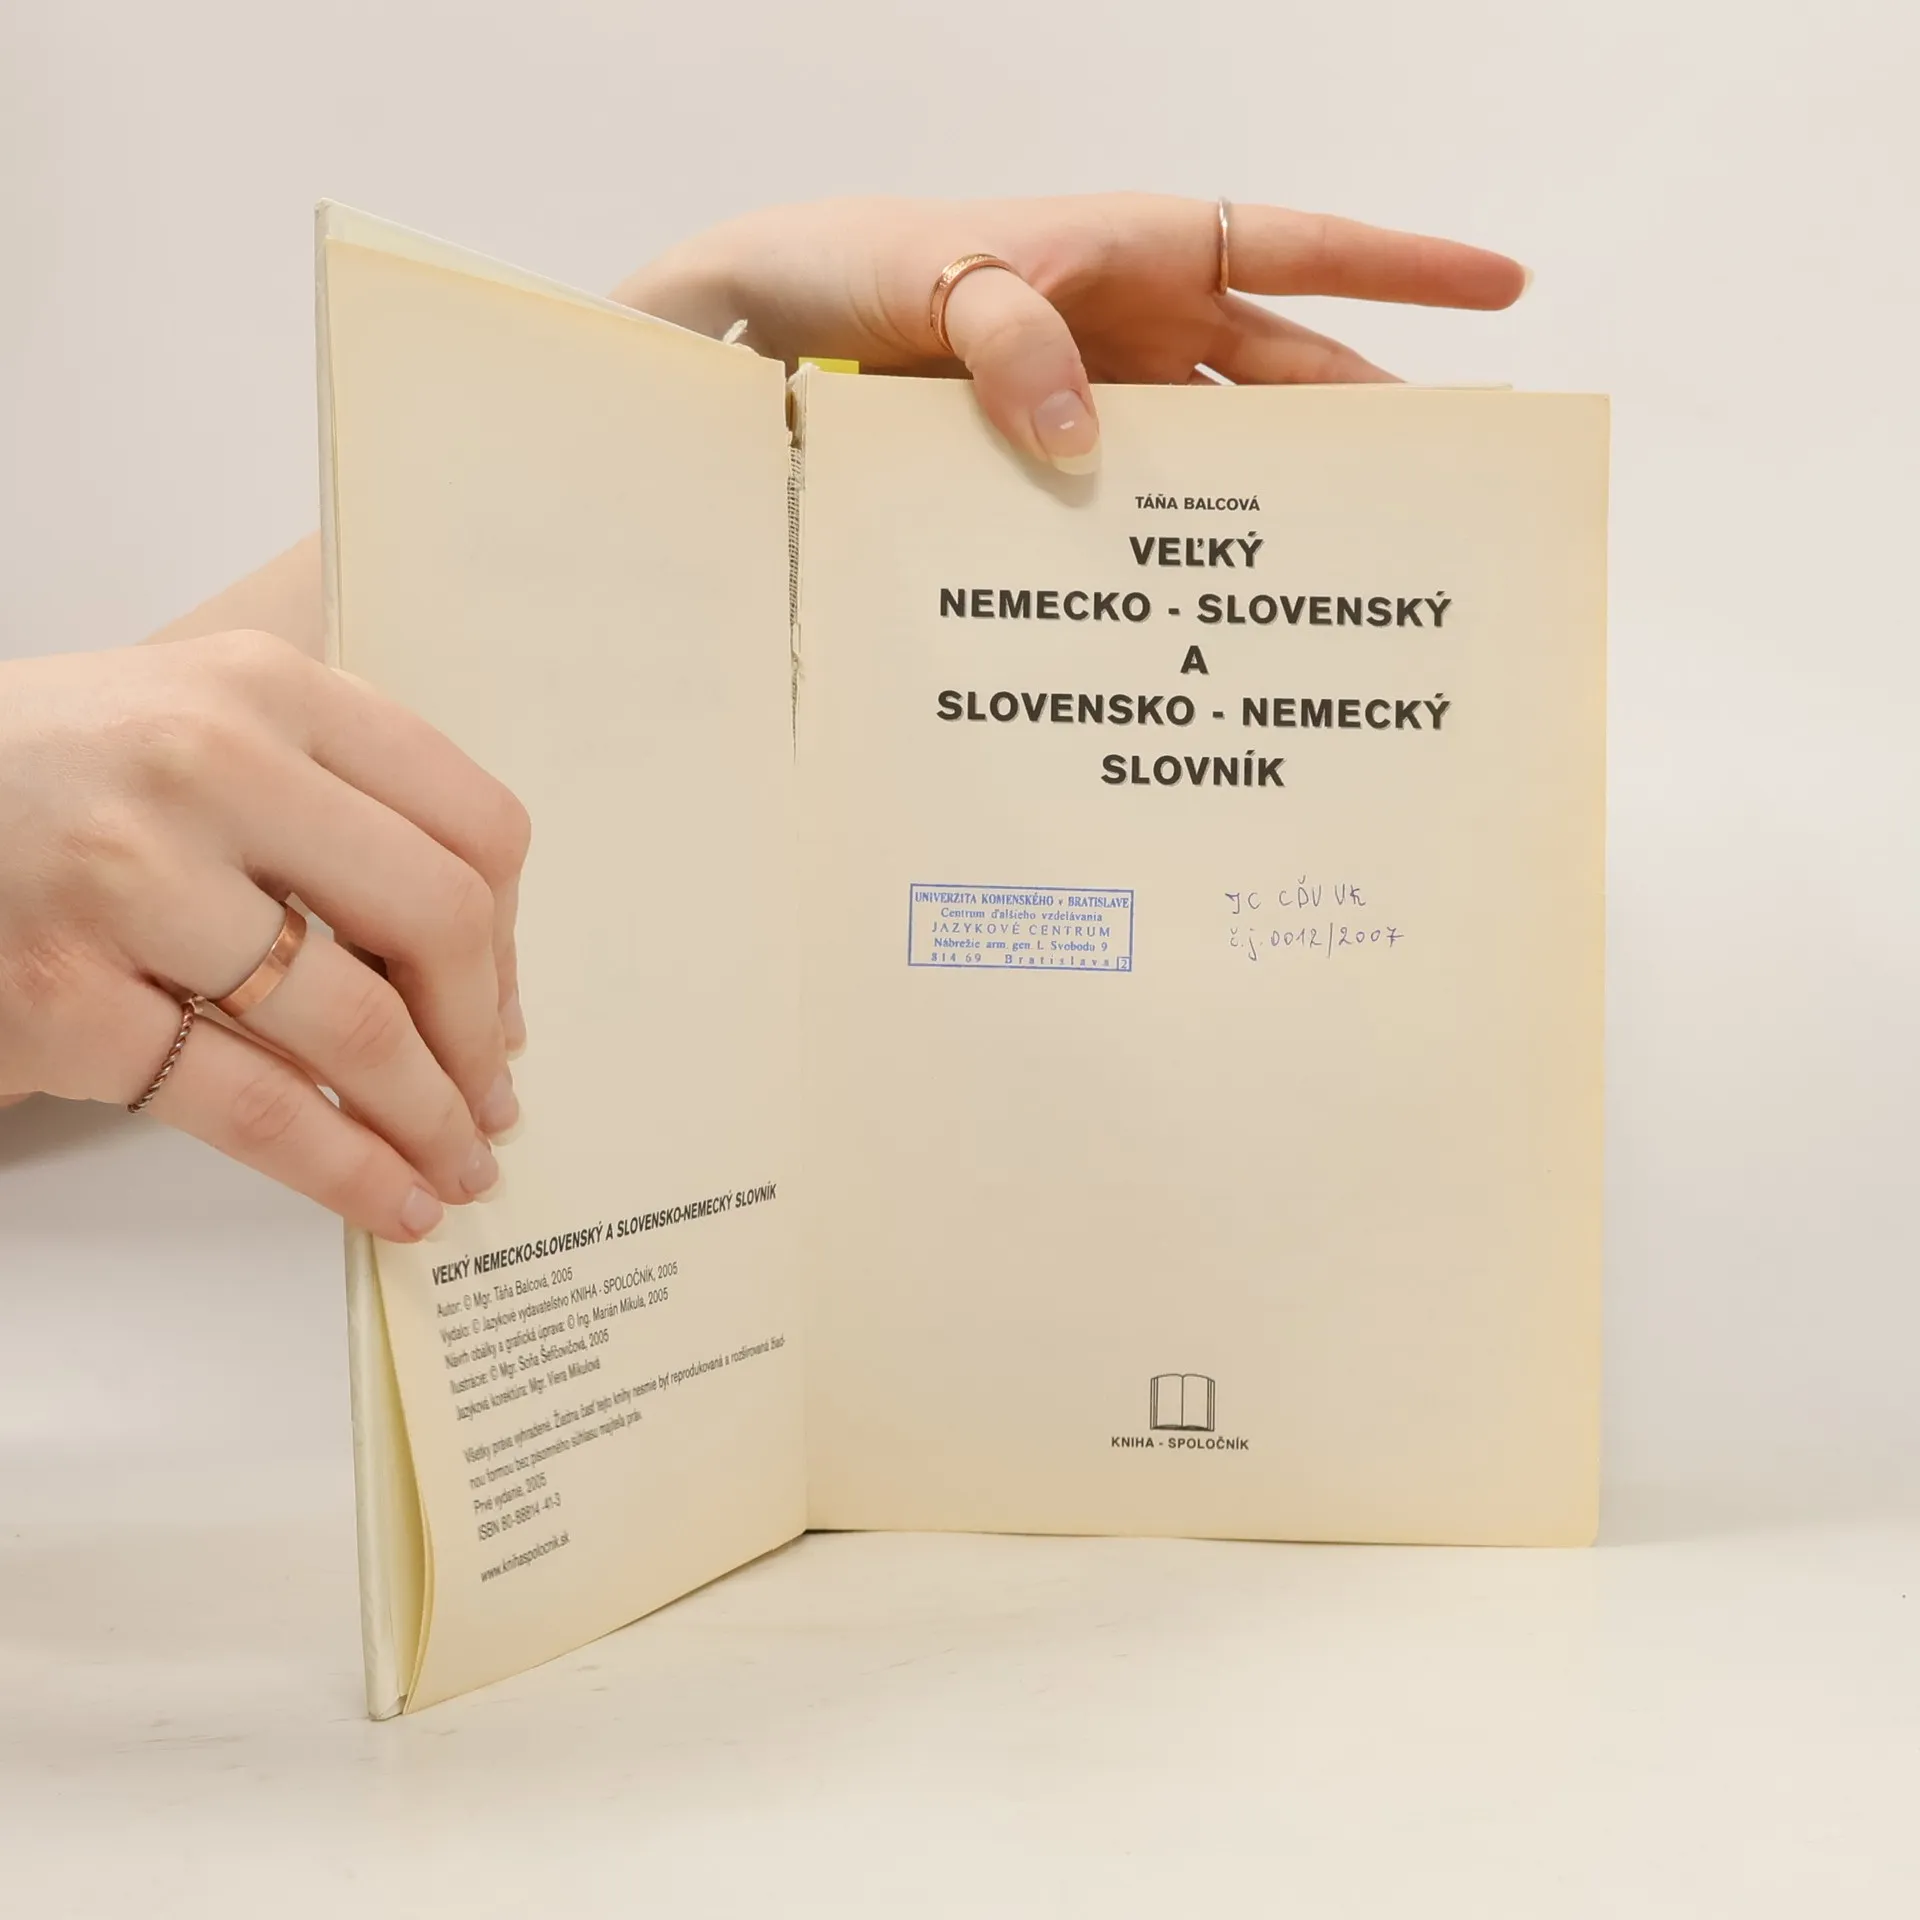 VEĽKÝ NEMECKO-SLOVENSKÝ A SLOVENSKO-NEMECKÝ SLOVNÍK
Autor: © Mgr. Táňa Balcová, 2005
Vydalo: © Jazykové vydavateľstvo KNIHA - SPOLOČNÍK, 2005
Návrh obálky a grafická úprava: © Ing. Marián Mikula, 2005
Ilustrácie: © Mgr. Soňa Šefčovičová, 2005
Jazyková korektúra: Mgr. Viera Mikulová
Všetky práva vyhradené. Žiadna časť tejto knihy nesmie byť reprodukovaná a rozširovaná žiad-
nou formou bez písomného súhlasu majiteľa práv.
Prvé vydanie, 2005
ISBN 80-88814-41-3
www.knihaspolocnik.sk
TÁŇA BALCOVÁ
VEĽKÝ
NEMECKO - SLOVENSKÝ
A
SLOVENSKO - NEMECKÝ
SLOVNÍK
UNIVERZITA KOMENSKÉHO v BRATISLAVE
Centrum ďalšieho vzdelávania
JAZYKOVÉ CENTRUM
Nábrežie arm. gen. L. Svobodu 9
814 69 Bratislava 2
JC CĎV UK
č.j. 0012/2007
KNIHA - SPOLOČNÍK